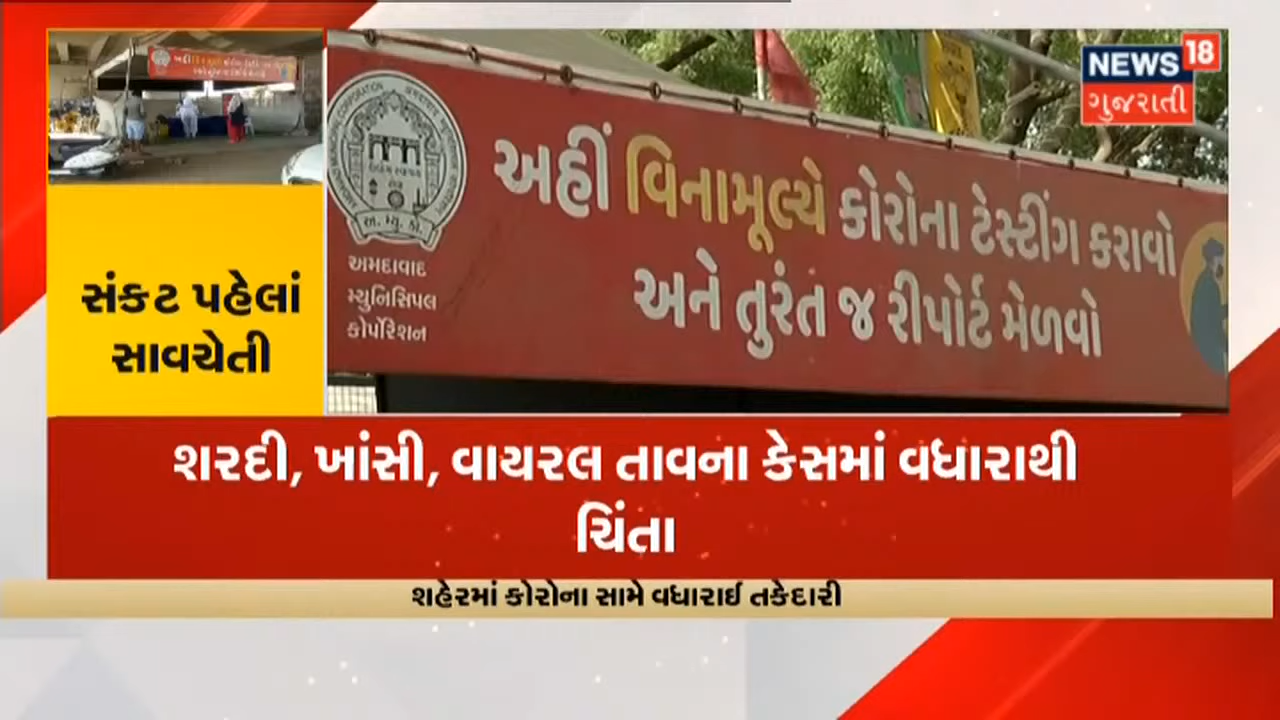 NEWS 18
ગુજરાતી
અહીં વિનામૂલ્યે કોરોના ટેસ્ટીંગ કરાવો
અને તુરંત જ રીપોર્ટ મેળવો
અ. મ્યુ. કો.
અમદાવાદ
મ્યુનિસિપલ
કોર્પોરેશન
સંકટ પહેલાં
સાવચેતી
શરદી, ખાંસી, વાયરલ તાવના કેસમાં વધારાથી
ચિંતા
શહેરમાં કોરોના સામે વધારાઈ તકેદારી